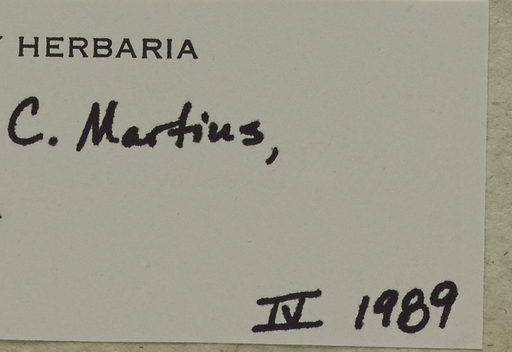 HERBARIA
C. Martius,
IV 1989